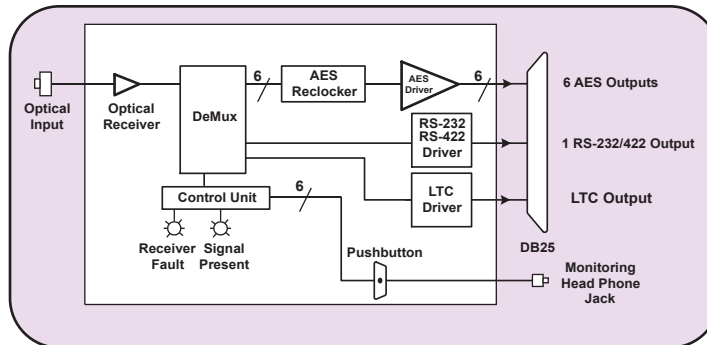 Optical
Input
Optical
Receiver
DeMux
6
AES
Reclocker
AES
Driver
6
6 AES Outputs
RS-232
RS-422
Driver
1 RS-232/422 Output
LTC
Driver
LTC Output
DB25
Control Unit
6
Receiver
Fault
Signal
Present
Pushbutton
Monitoring
Head Phone
Jack